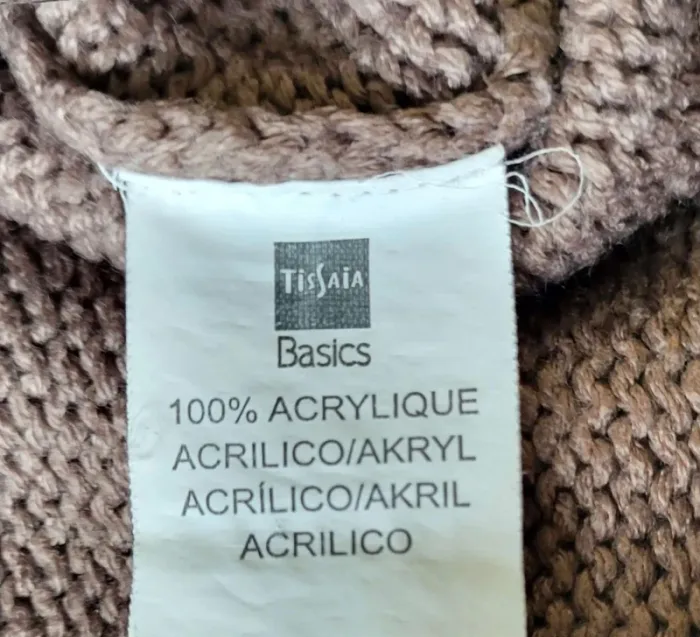 TisSAiA
Basics
100% ACRYLIQUE
ACRILICO/AKRYL
ACRÍLICO/AKRIL
ACRILICO